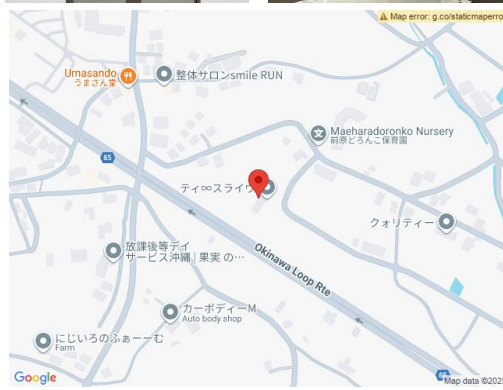 Map error: g.co/staticmaperro
Umasando
うまさん堂
整体サロンsmile RUN
85
Maeharadoronko Nursery
前原どろんこ保育園
ティ∞スライ
クォリティー
Okinawa Loop Rte
放課後等デイ
サービス沖縄 | 果実 の…
カーボディーM
Auto body shop
にじいろのふぁーーむ
Farm
85
Google
Map data ©202